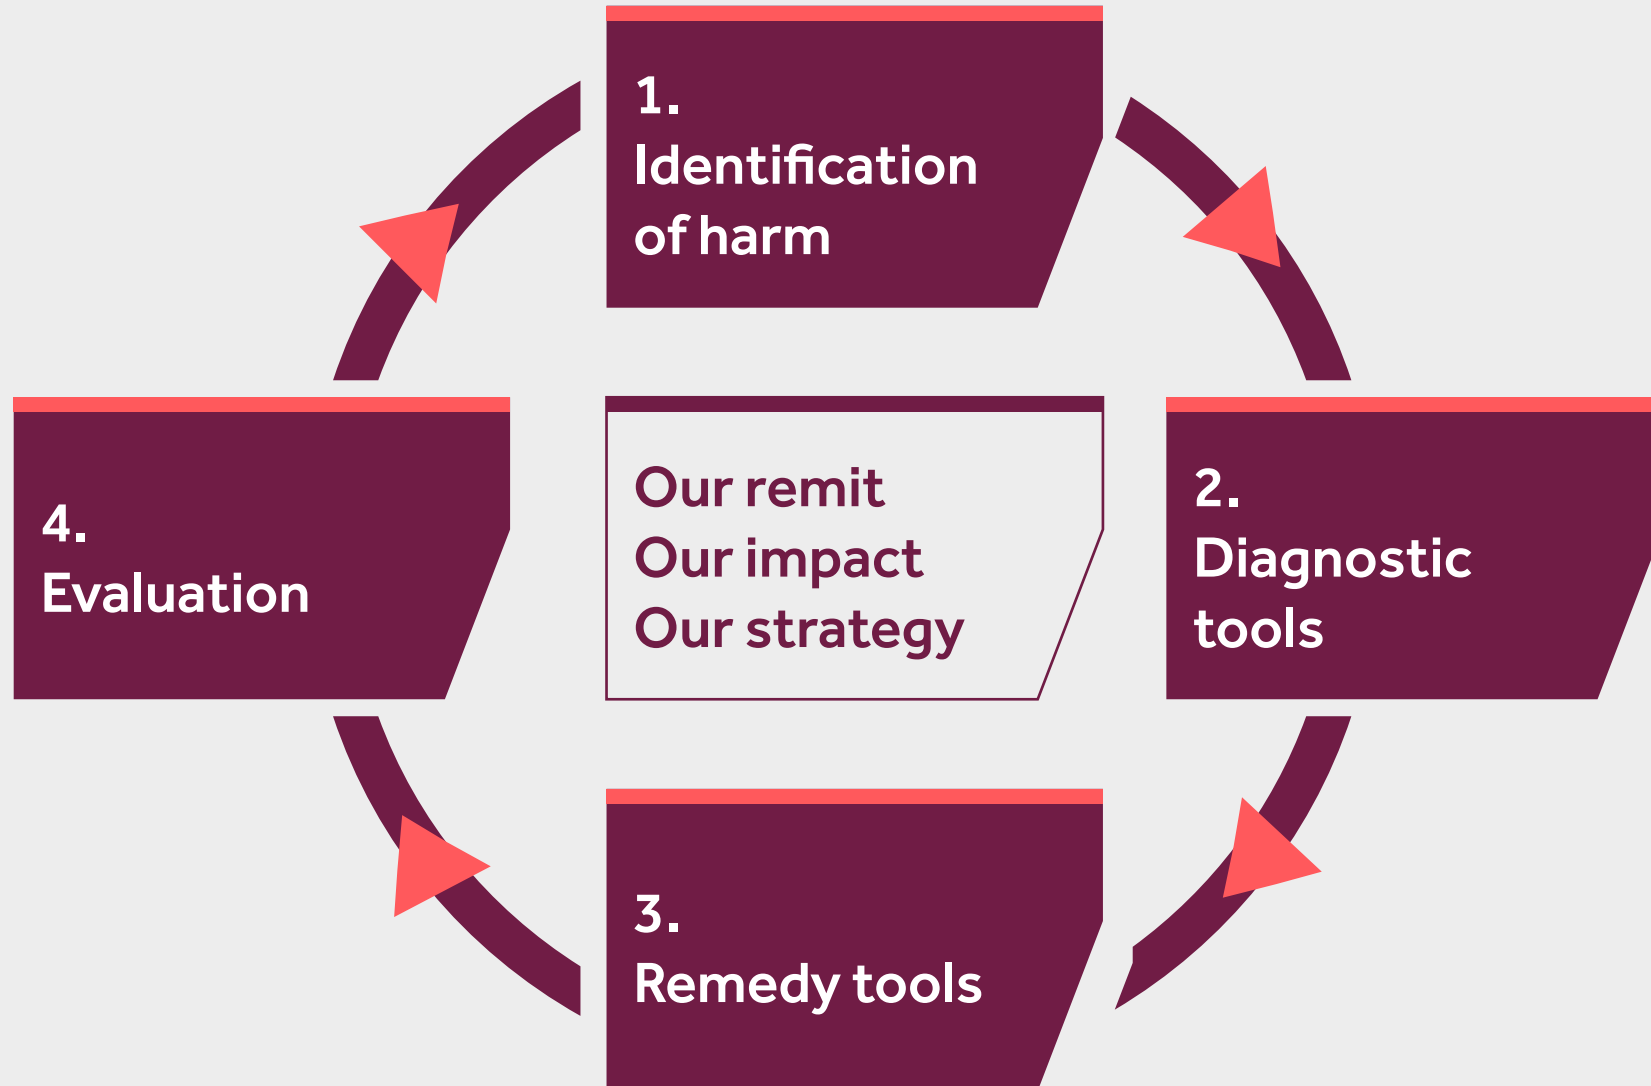 1.
Identification
of harm
2.
Diagnostic
tools
3.
Remedy tools
4.
Evaluation
Our remit
Our impact
Our strategy